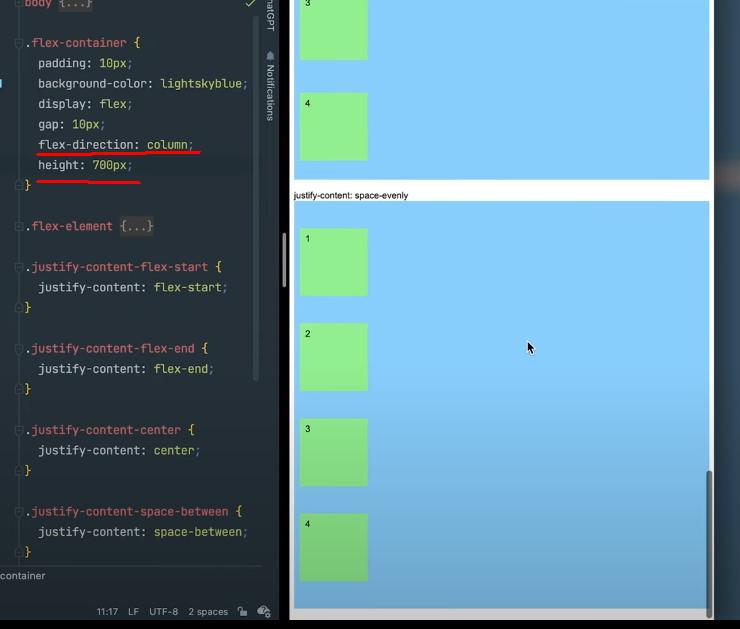 body {...}
.flex-container {
padding: 10px;
background-color: lightskyblue;
display: flex;
gap: 10px;
flex-direction: column;
height: 700px;
}
.flex-element {...}
.justify-content-flex-start {
justify-content: flex-start;
}
.justify-content-flex-end {
justify-content: flex-end;
}
.justify-content-center {
justify-content: center;
}
.justify-content-space-between {
justify-content: space-between;
}
container
11:17 LF UTF-8 2 spaces
hatGPT
Notifications
3
4
justify-content: space-evenly
1
2
3
4